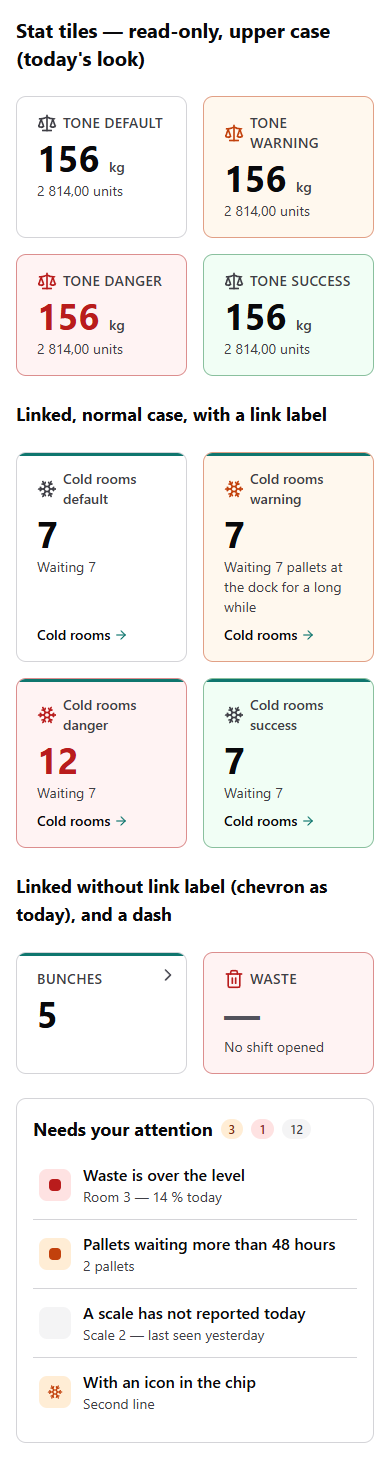 Stat tiles — read-only, upper case
(today's look)
TONE DEFAULT
156 kg
2 814,00 units
TONE
WARNING
156 kg
2 814,00 units
TONE DANGER
156 kg
2 814,00 units
TONE SUCCESS
156 kg
2 814,00 units
Linked, normal case, with a link label
Cold rooms
default
7
Waiting 7
Cold rooms →
Cold rooms
warning
7
Waiting 7 pallets at
the dock for a long
while
Cold rooms →
Cold rooms
danger
12
Waiting 7
Cold rooms →
Cold rooms
success
7
Waiting 7
Cold rooms →
Linked without link label (chevron as
today), and a dash
BUNCHES
5
WASTE
—
No shift opened
Needs your attention 3 1 12
Waste is over the level
Room 3 — 14 % today
Pallets waiting more than 48 hours
2 pallets
A scale has not reported today
Scale 2 — last seen yesterday
With an icon in the chip
Second line